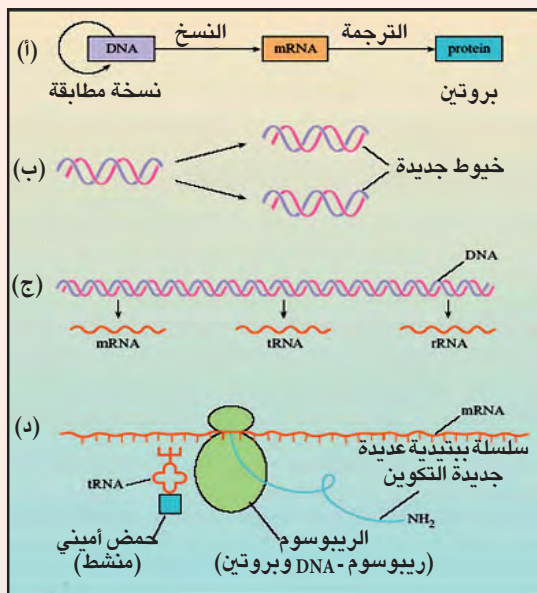 (أ)
DNA
النسخ
mRNA
الترجمة
protein
نسخة مطابقة
بروتين
(ب)
خيوط جديدة
(ج)
DNA
mRNA
tRNA
rRNA
(د)
mRNA
سلسلة ببتيدية عديدة
جديدة التكوين
tRNA
NH2
حمض أميني
(منشط)
الريبوسوم
(ريبوسوم - DNA وبروتين)